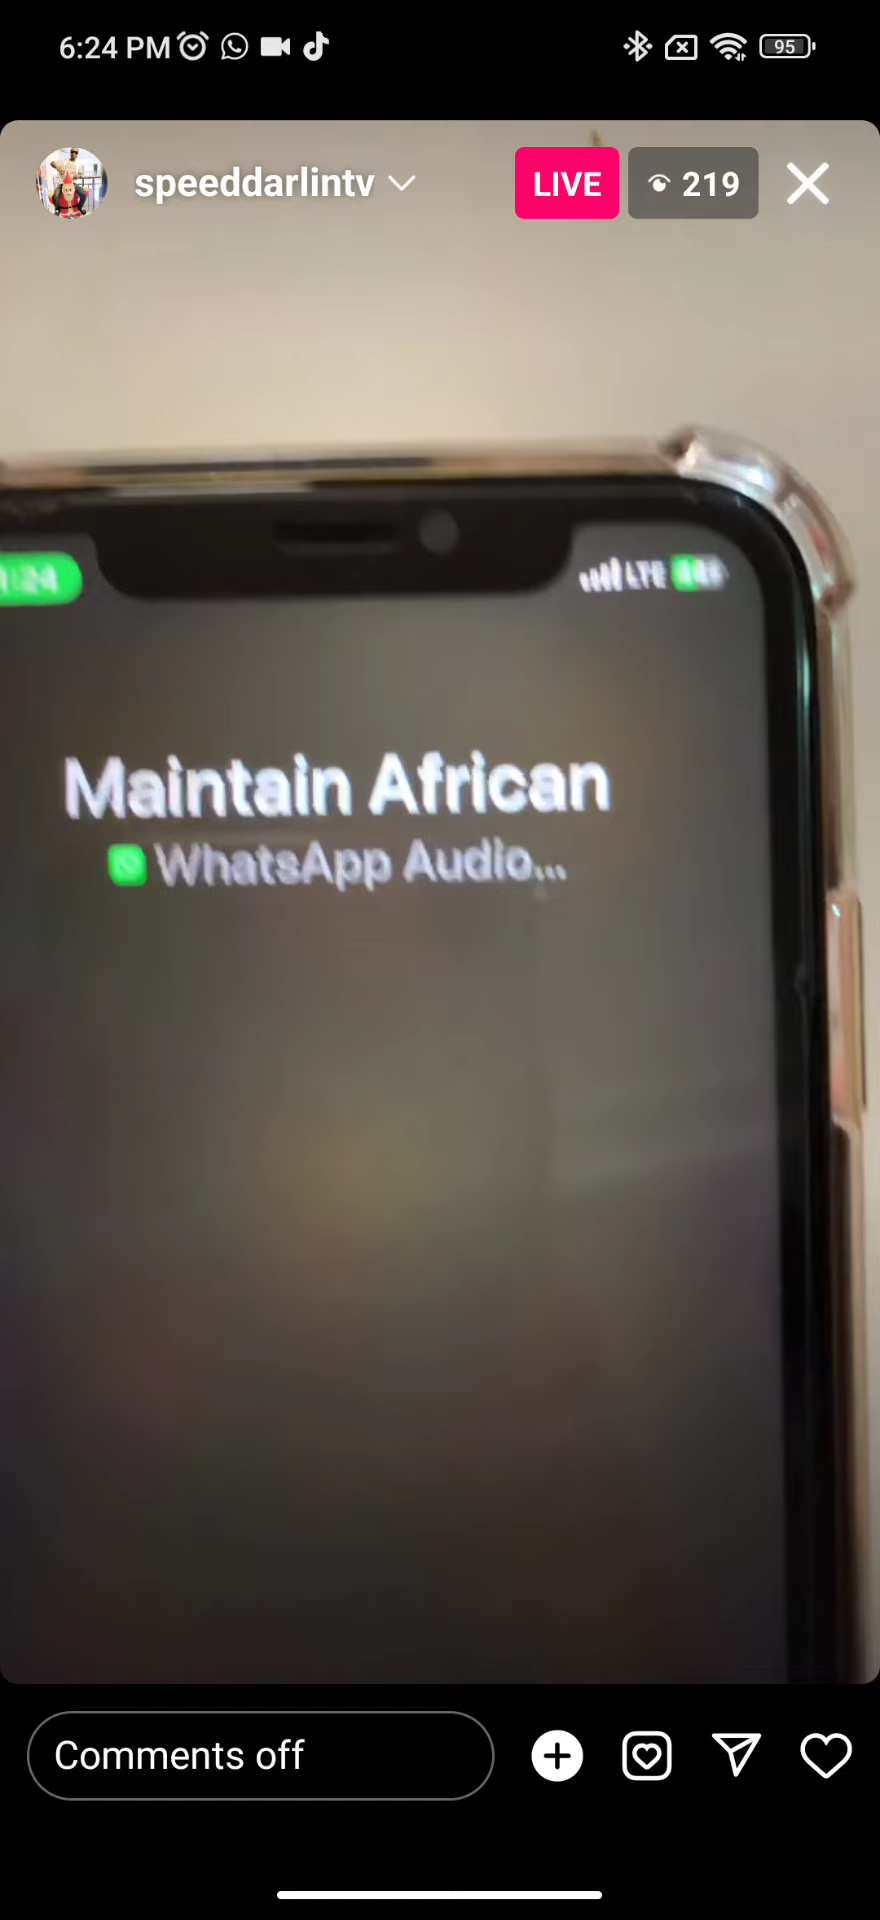 6:24 PM
95
speeddarlintv
LIVE
219
LTE
Maintain African
WhatsApp Audio...
Comments off